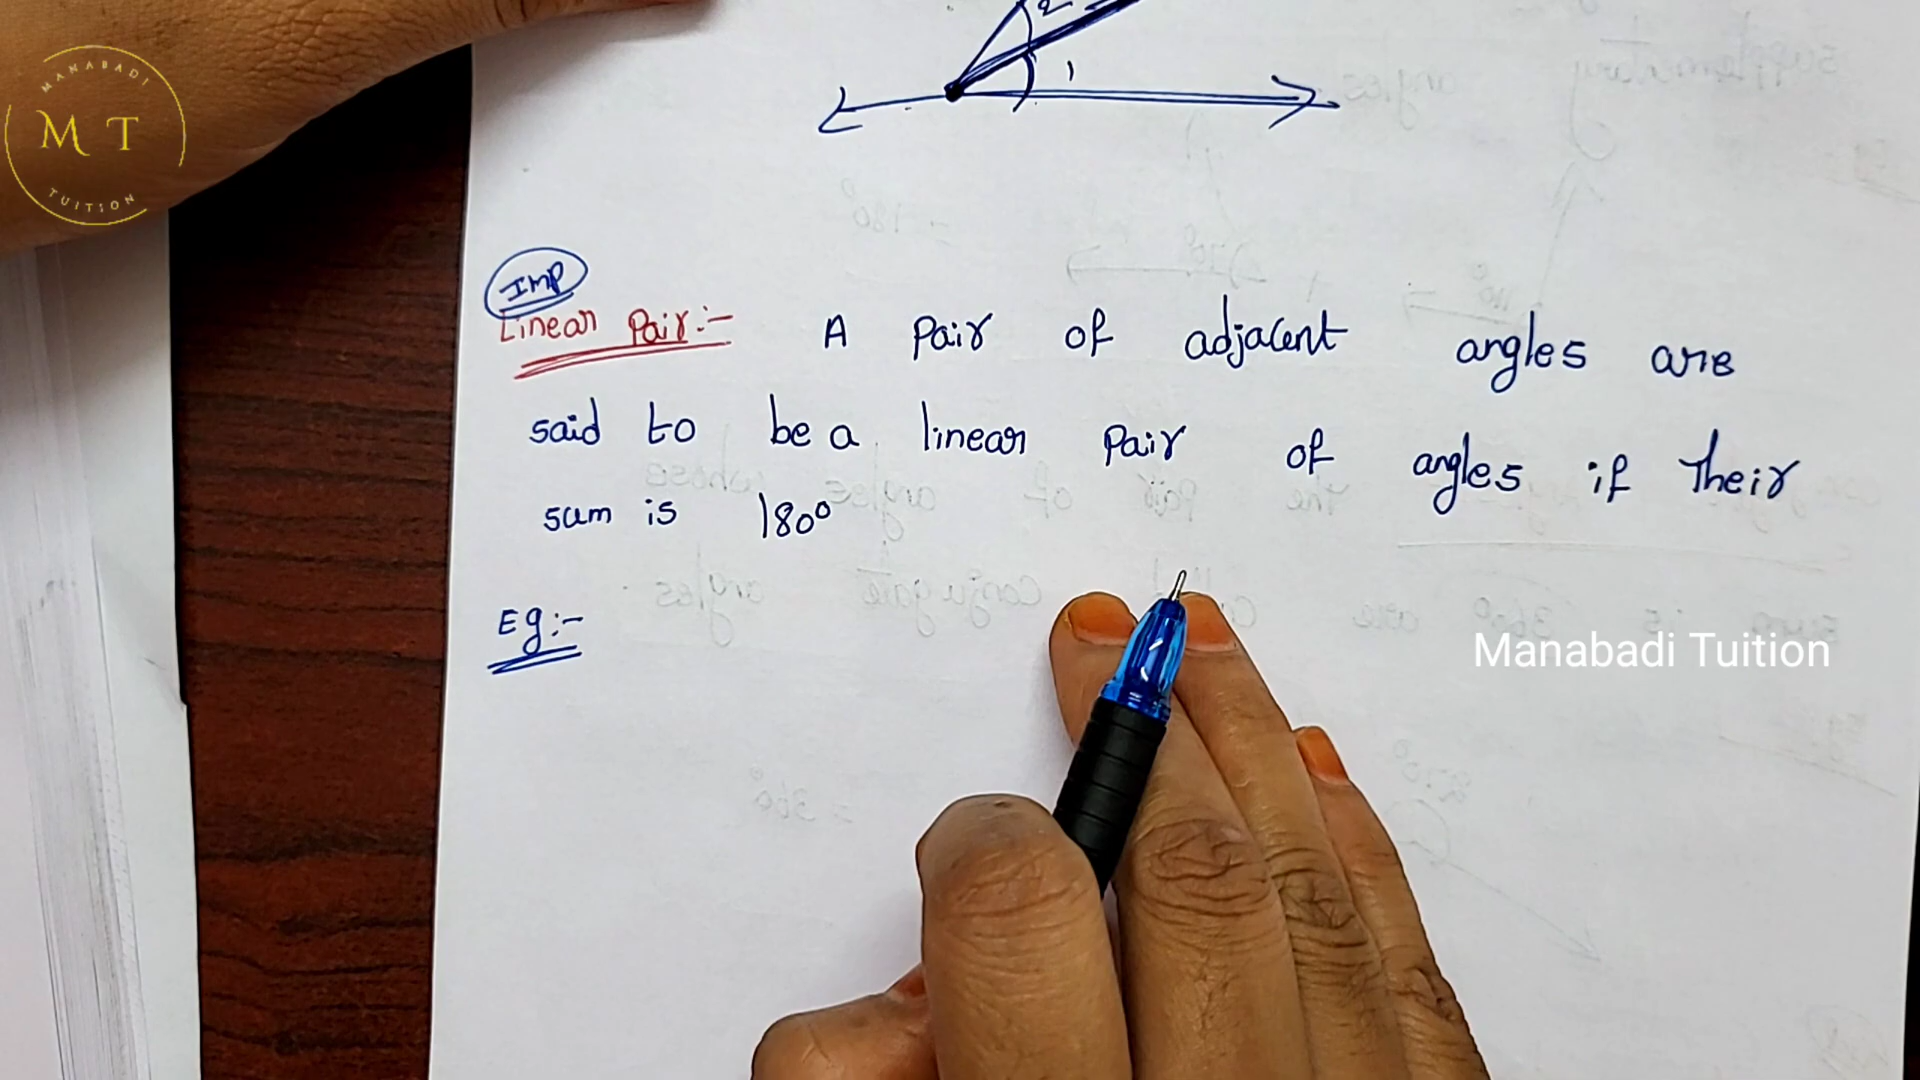 MANABADI
M T
TUITION
2
1
Imp
Linear Pair:- A pair of adjacent angles are
said to be a linear pair of angles if their
sum is 180°
Eg:-
Manabadi Tuition